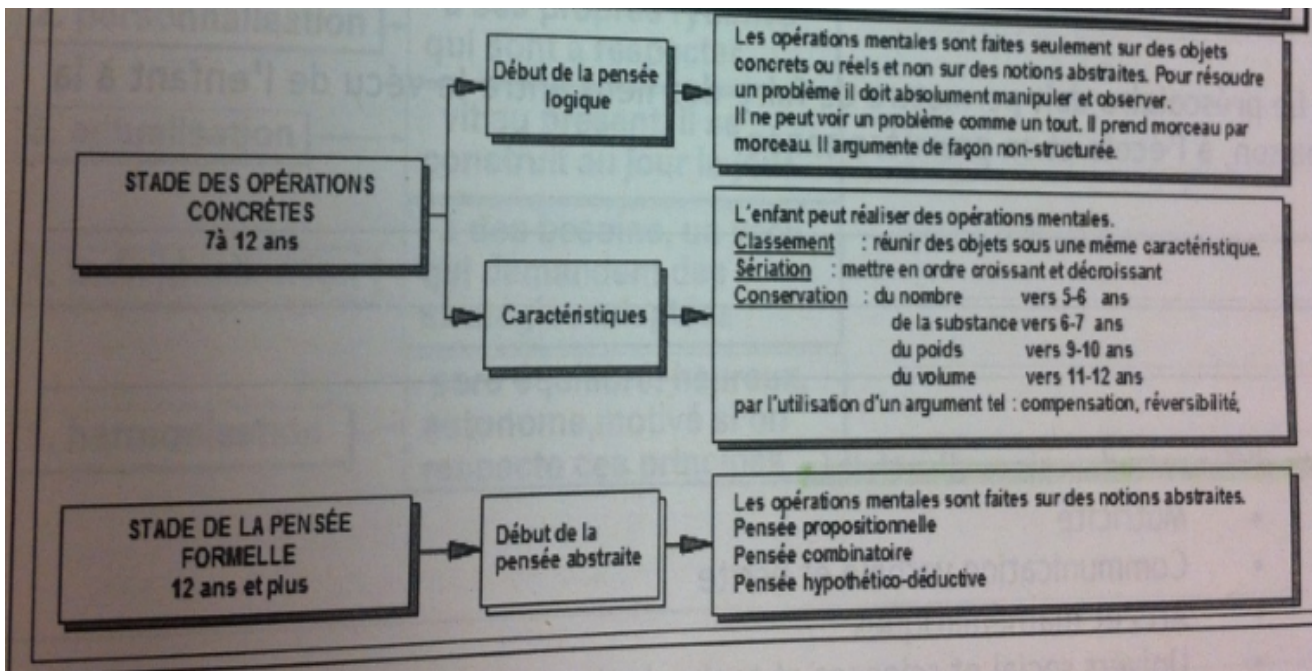 STADE DES OPÉRATIONS
CONCRÈTES
7à 12 ans
Début de la pensée
logique
Les opérations mentales sont faites seulement sur des objets
concrets ou réels et non sur des notions abstraites. Pour résoudre
un problème il doit absolument manipuler et observer.
Il ne peut voir un problème comme un tout. Il prend morceau par
morceau. Il argumente de façon non-structurée.
Caractéristiques
L'enfant peut réaliser des opérations mentales.
Classement : réunir des objets sous une même caractéristique.
Sériation : mettre en ordre croissant et décroissant
Conservation : du nombre vers 5-6 ans
de la substance vers 6-7 ans
du poids vers 9-10 ans
du volume vers 11-12 ans
par l'utilisation d'un argument tel : compensation, réversibilité,
STADE DE LA PENSÉE
FORMELLE
12 ans et plus
Début de la
pensée abstraite
Les opérations mentales sont faites sur des notions abstraites.
Pensée propositionnelle
Pensée combinatoire
Pensée hypothético-déductive